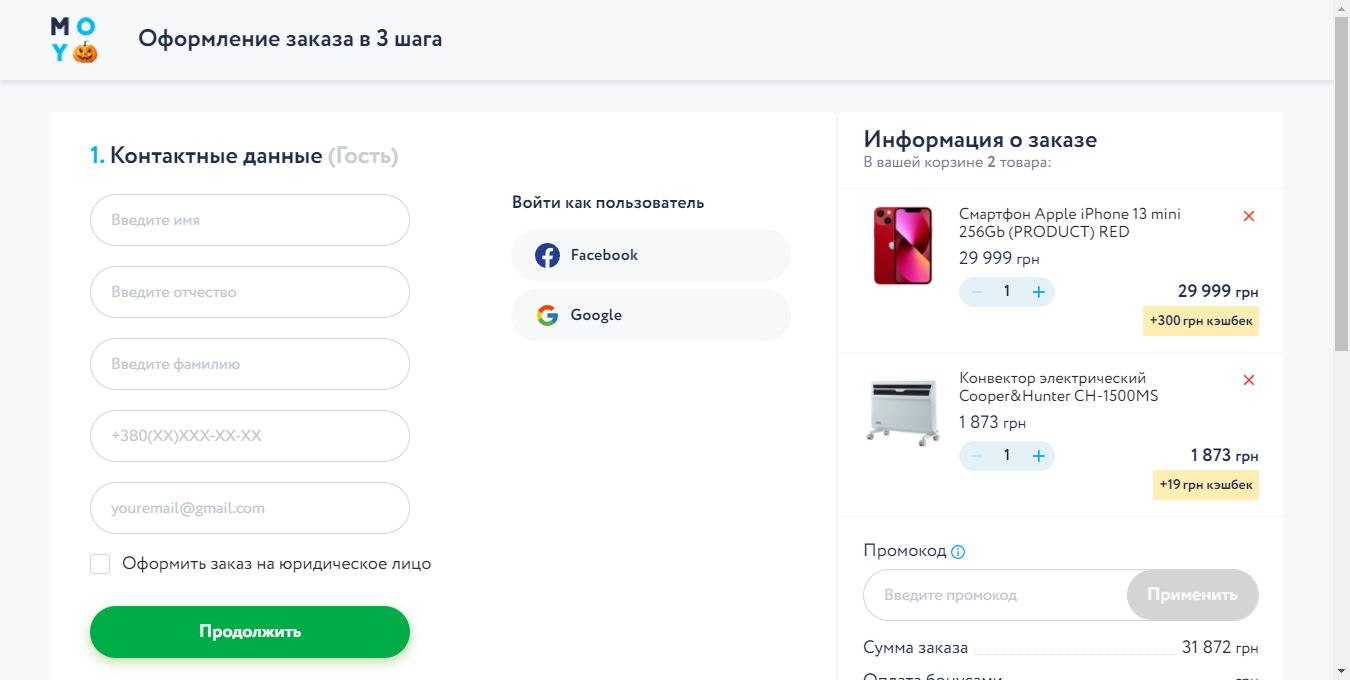 MO
Y
Оформление заказа в 3 шага
1. Контактные данные (Гость)
Введите имя
Введите отчество
Введите фамилию
+380(XX)XXX-XX-XX
youremail@gmail.com
Оформить заказ на юридическое лицо
Продолжить
Войти как пользователь
Facebook
Google
Информация о заказе
В вашей корзине 2 товара:
Смартфон Apple iPhone 13 mini
256Gb (PRODUCT) RED
29 999 грн
1
29 999 грн
+300 грн кэшбек
Конвектор электрический
Cooper&Hunter CH-1500MS
1 873 грн
1
1 873 грн
+19 грн кэшбек
Промокод
Введите промокод
Применить
Сумма заказа 31 872 грн
Оплата бонусами грн